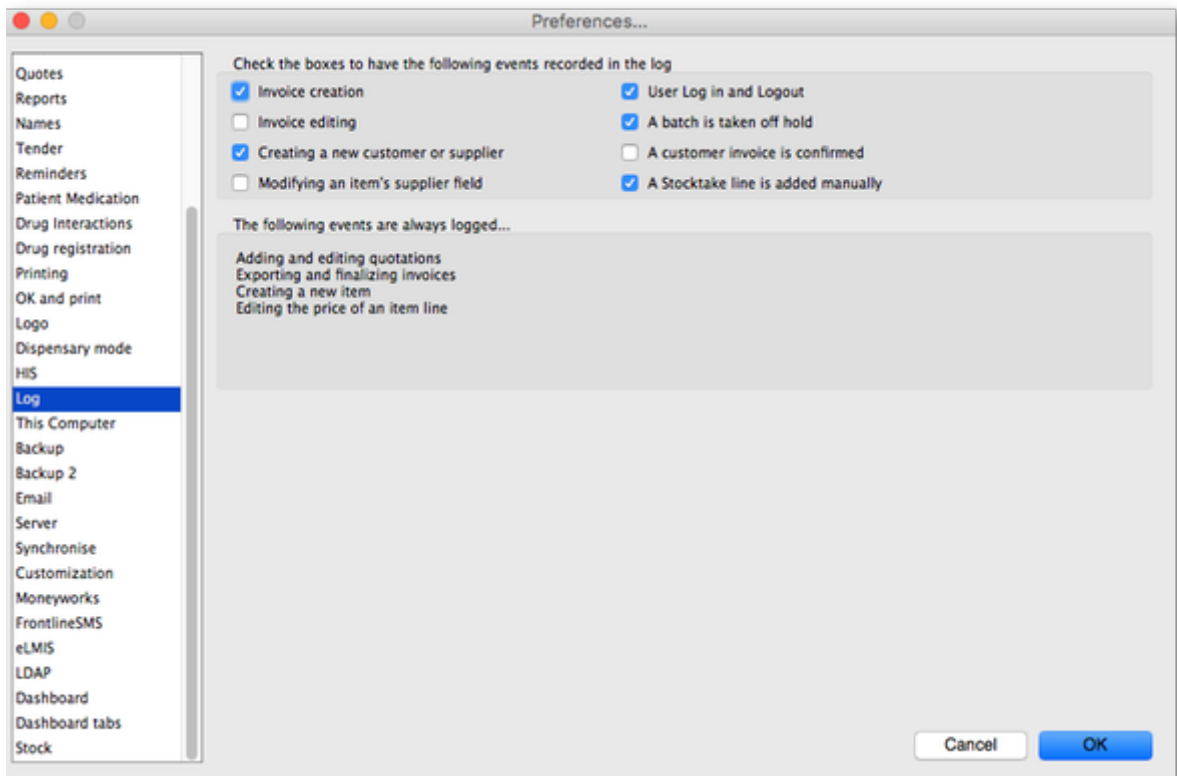 Preferences...
Quotes
Reports
Names
Tender
Reminders
Patient Medication
Drug Interactions
Drug registration
Printing
OK and print
Logo
Dispensary mode
HIS
Log
This Computer
Backup
Backup 2
Email
Server
Synchronise
Customization
Moneyworks
FrontlineSMS
eLMIS
LDAP
Dashboard
Dashboard tabs
Stock
Check the boxes to have the following events recorded in the log
Invoice creation
Invoice editing
Creating a new customer or supplier
Modifying an item's supplier field
User Log in and Logout
A batch is taken off hold
A customer invoice is confirmed
A Stocktake line is added manually
The following events are always logged...
Adding and editing quotations
Exporting and finalizing invoices
Creating a new item
Editing the price of an item line
Cancel
OK